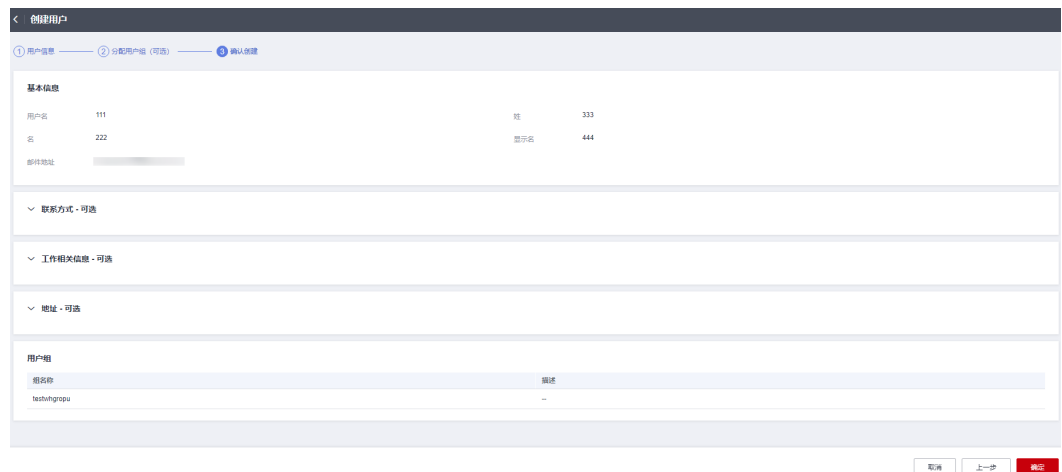 创建用户
1 用户信息 2 分配用户组（可选） 3 确认创建
基本信息
用户名 111 姓 333
名 222 显示名 444
邮件地址
联系方式 - 可选
工作相关信息 - 可选
地址 - 可选
用户组
组名称 描述
testwhgropu --
取消 上一步 确定